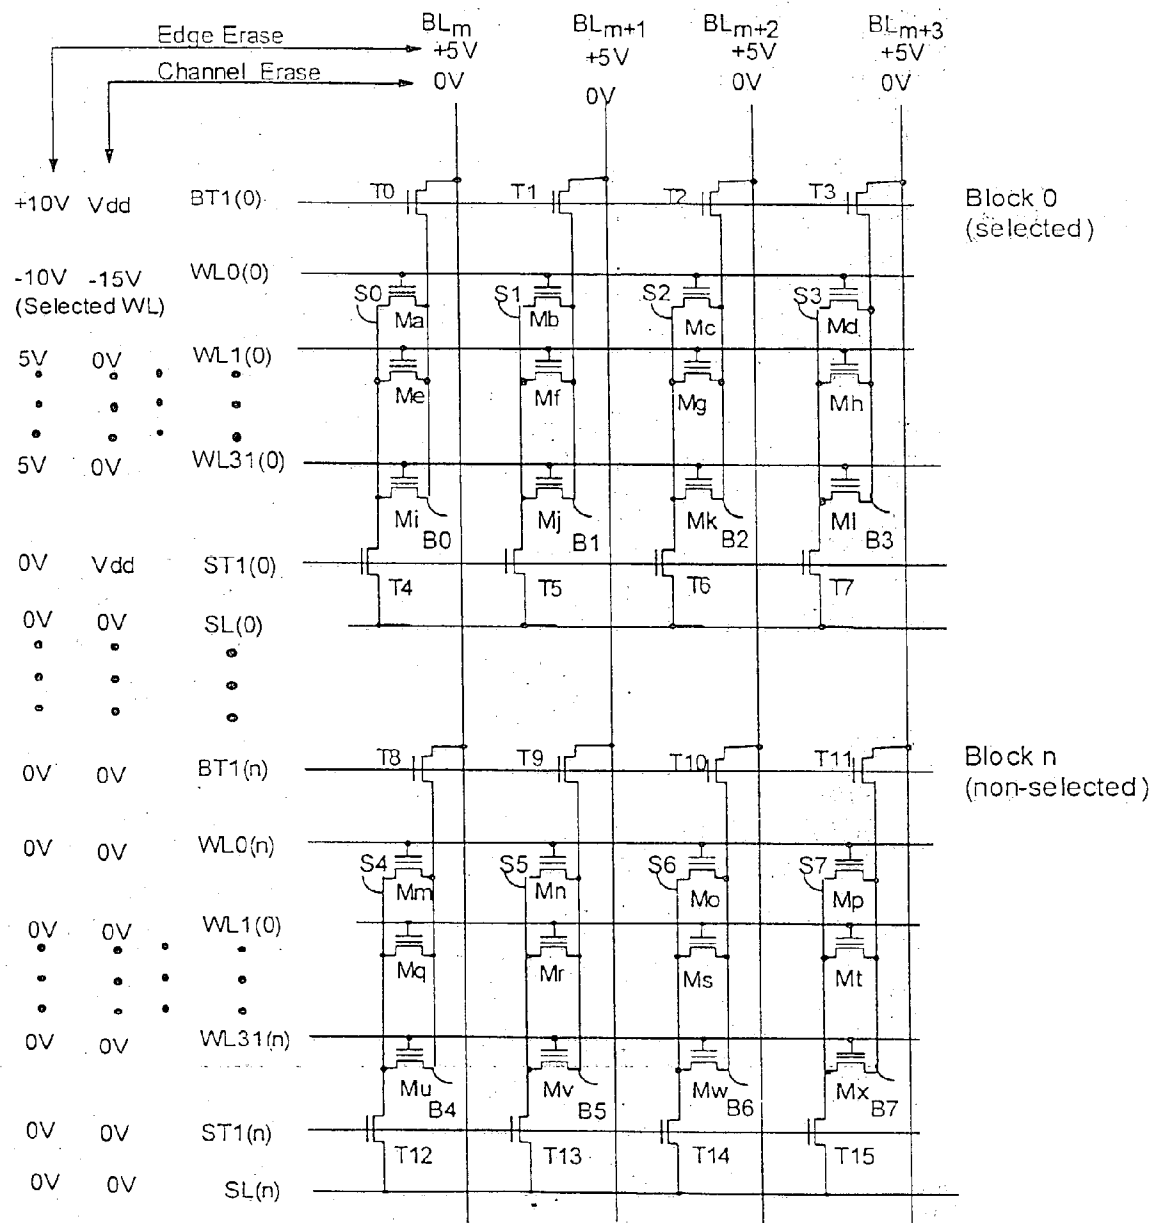 BLm BLm+1 BLm+2 BLm+3
Edge Erase +5V +5V +5V +5V
Channel Erase 0V 0V 0V 0V
+10V Vdd BT1(0) T0 T1 T2 T3 Block 0
(selected)
-10V -15V WL0(0)
(Selected WL) S0 S1 S2 S3
Ma Mb Mc Md
5V 0V WL1(0)
Me Mf Mg Mh
5V 0V WL31(0)
Mi Mj Mk Ml
B0 B1 B2 B3
0V Vdd ST1(0)
T4 T5 T6 T7
0V 0V SL(0)
T8 T9 T10 T11 Block n
0V 0V BT1(n) (non-selected)
0V 0V WL0(n)
S4 S5 S6 S7
Mm Mn Mo Mp
0V 0V WL1(0)
Mq Mr Ms Mt
0V 0V WL31(n)
Mu Mv Mw Mx
B4 B5 B6 B7
0V 0V ST1(n)
T12 T13 T14 T15
0V 0V SL(n)